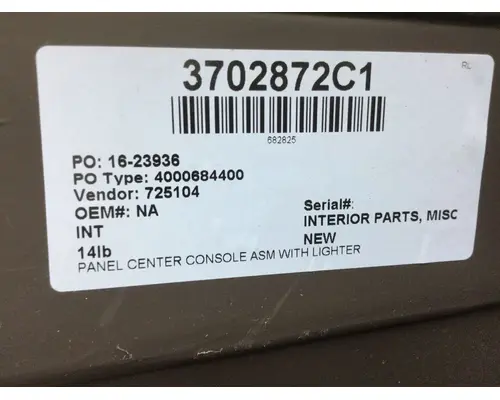 3702872C1
RL
682825
PO: 16-23936
PO Type: 4000684400
Vendor: 725104
OEM#: NA
Serial#:
INT
INTERIOR PARTS, MISC
14lb
NEW
PANEL CENTER CONSOLE ASM WITH LIGHTER